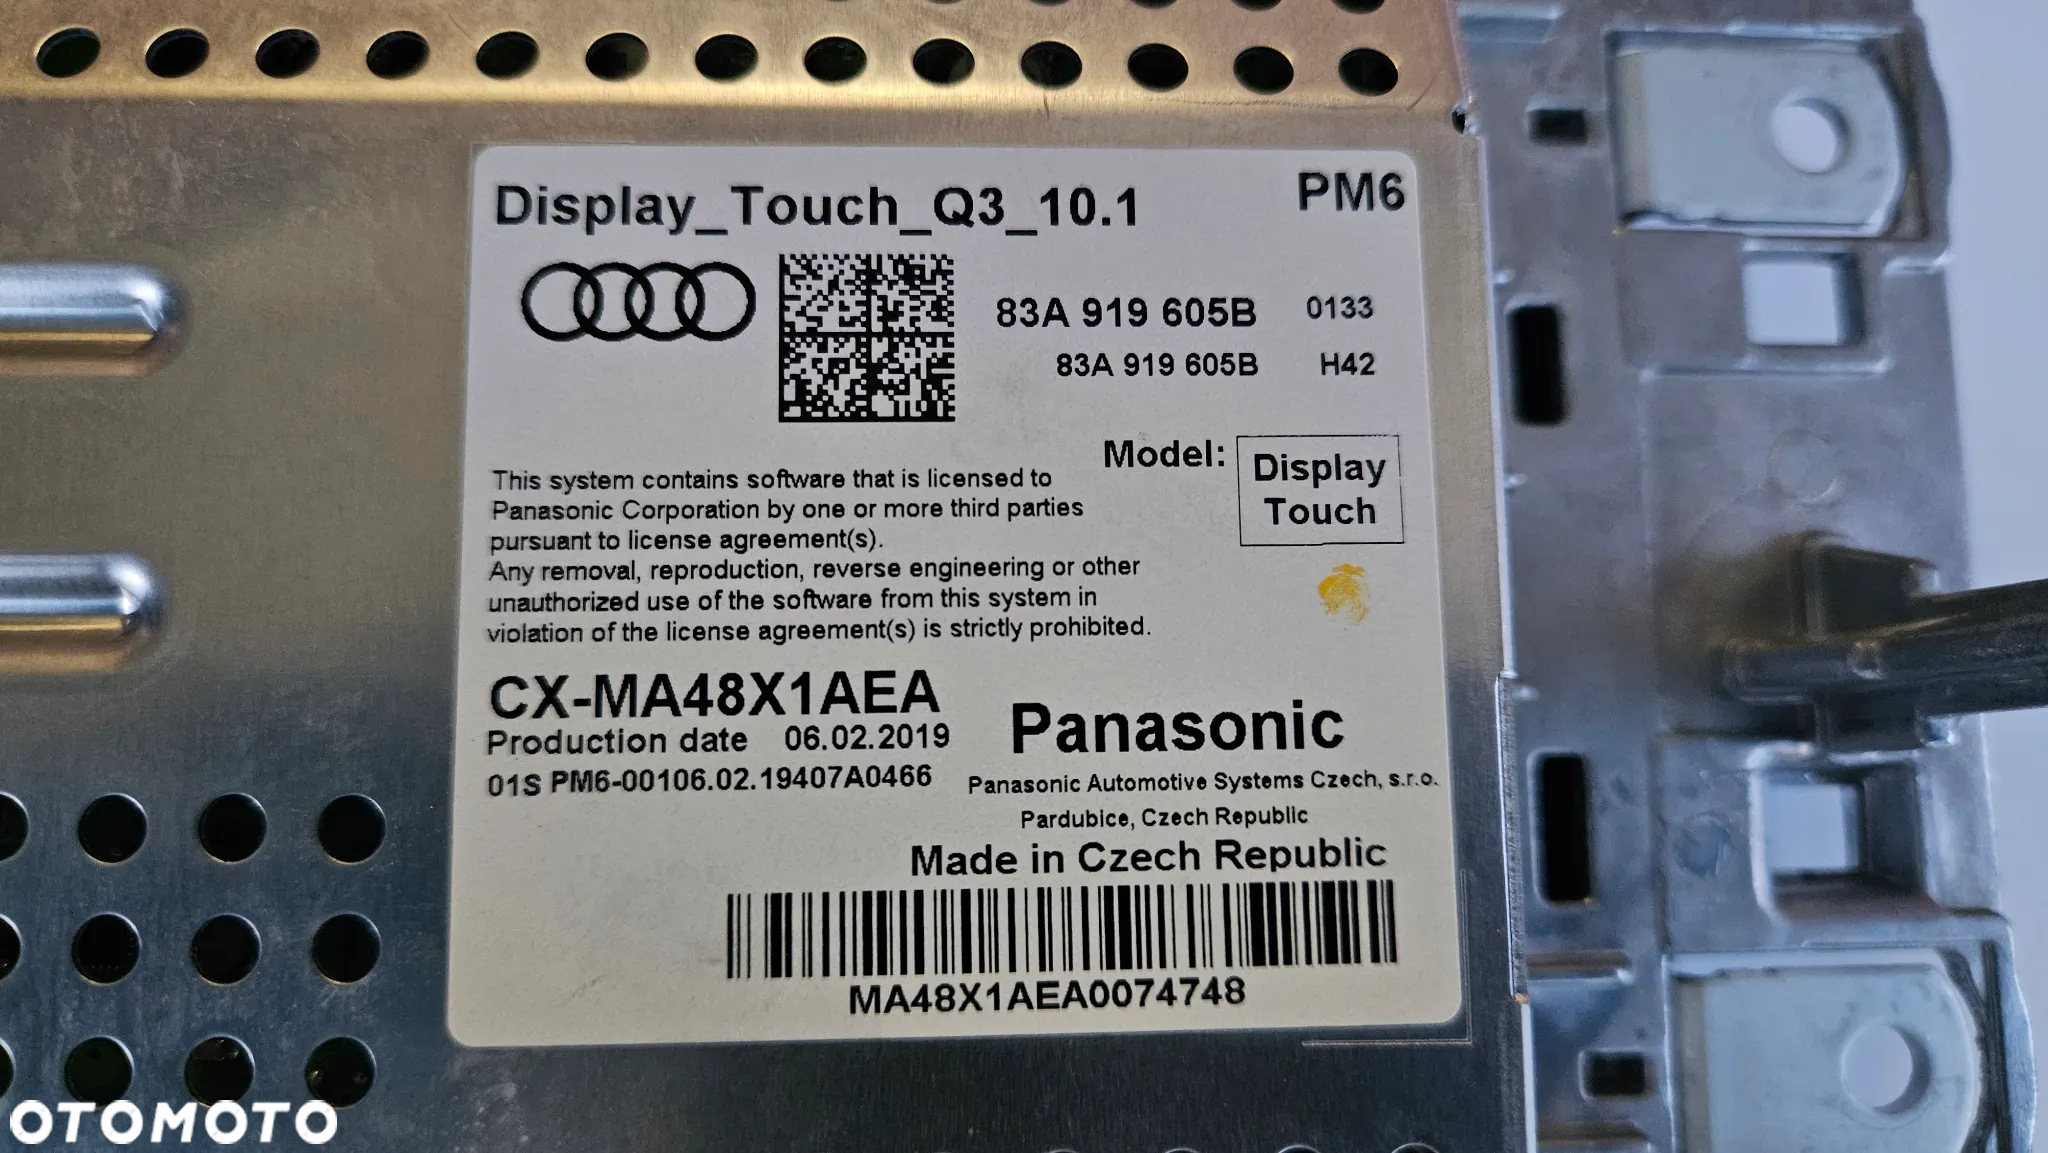 Display_Touch_Q3_10.1 PM6
83A 919 605B 0133
83A 919 605B H42
Model: Display Touch
This system contains software that is licensed to
Panasonic Corporation by one or more third parties
pursuant to license agreement(s).
Any removal, reproduction, reverse engineering or other
unauthorized use of the software from this system in
violation of the license agreement(s) is strictly prohibited.
CX-MA48X1AEA
Production date 06.02.2019
01S PM6-00106.02.19407A0466
Panasonic
Panasonic Automotive Systems Czech, s.r.o.
Pardubice, Czech Republic
Made in Czech Republic
MA48X1AEA0074748
OTOMOTO